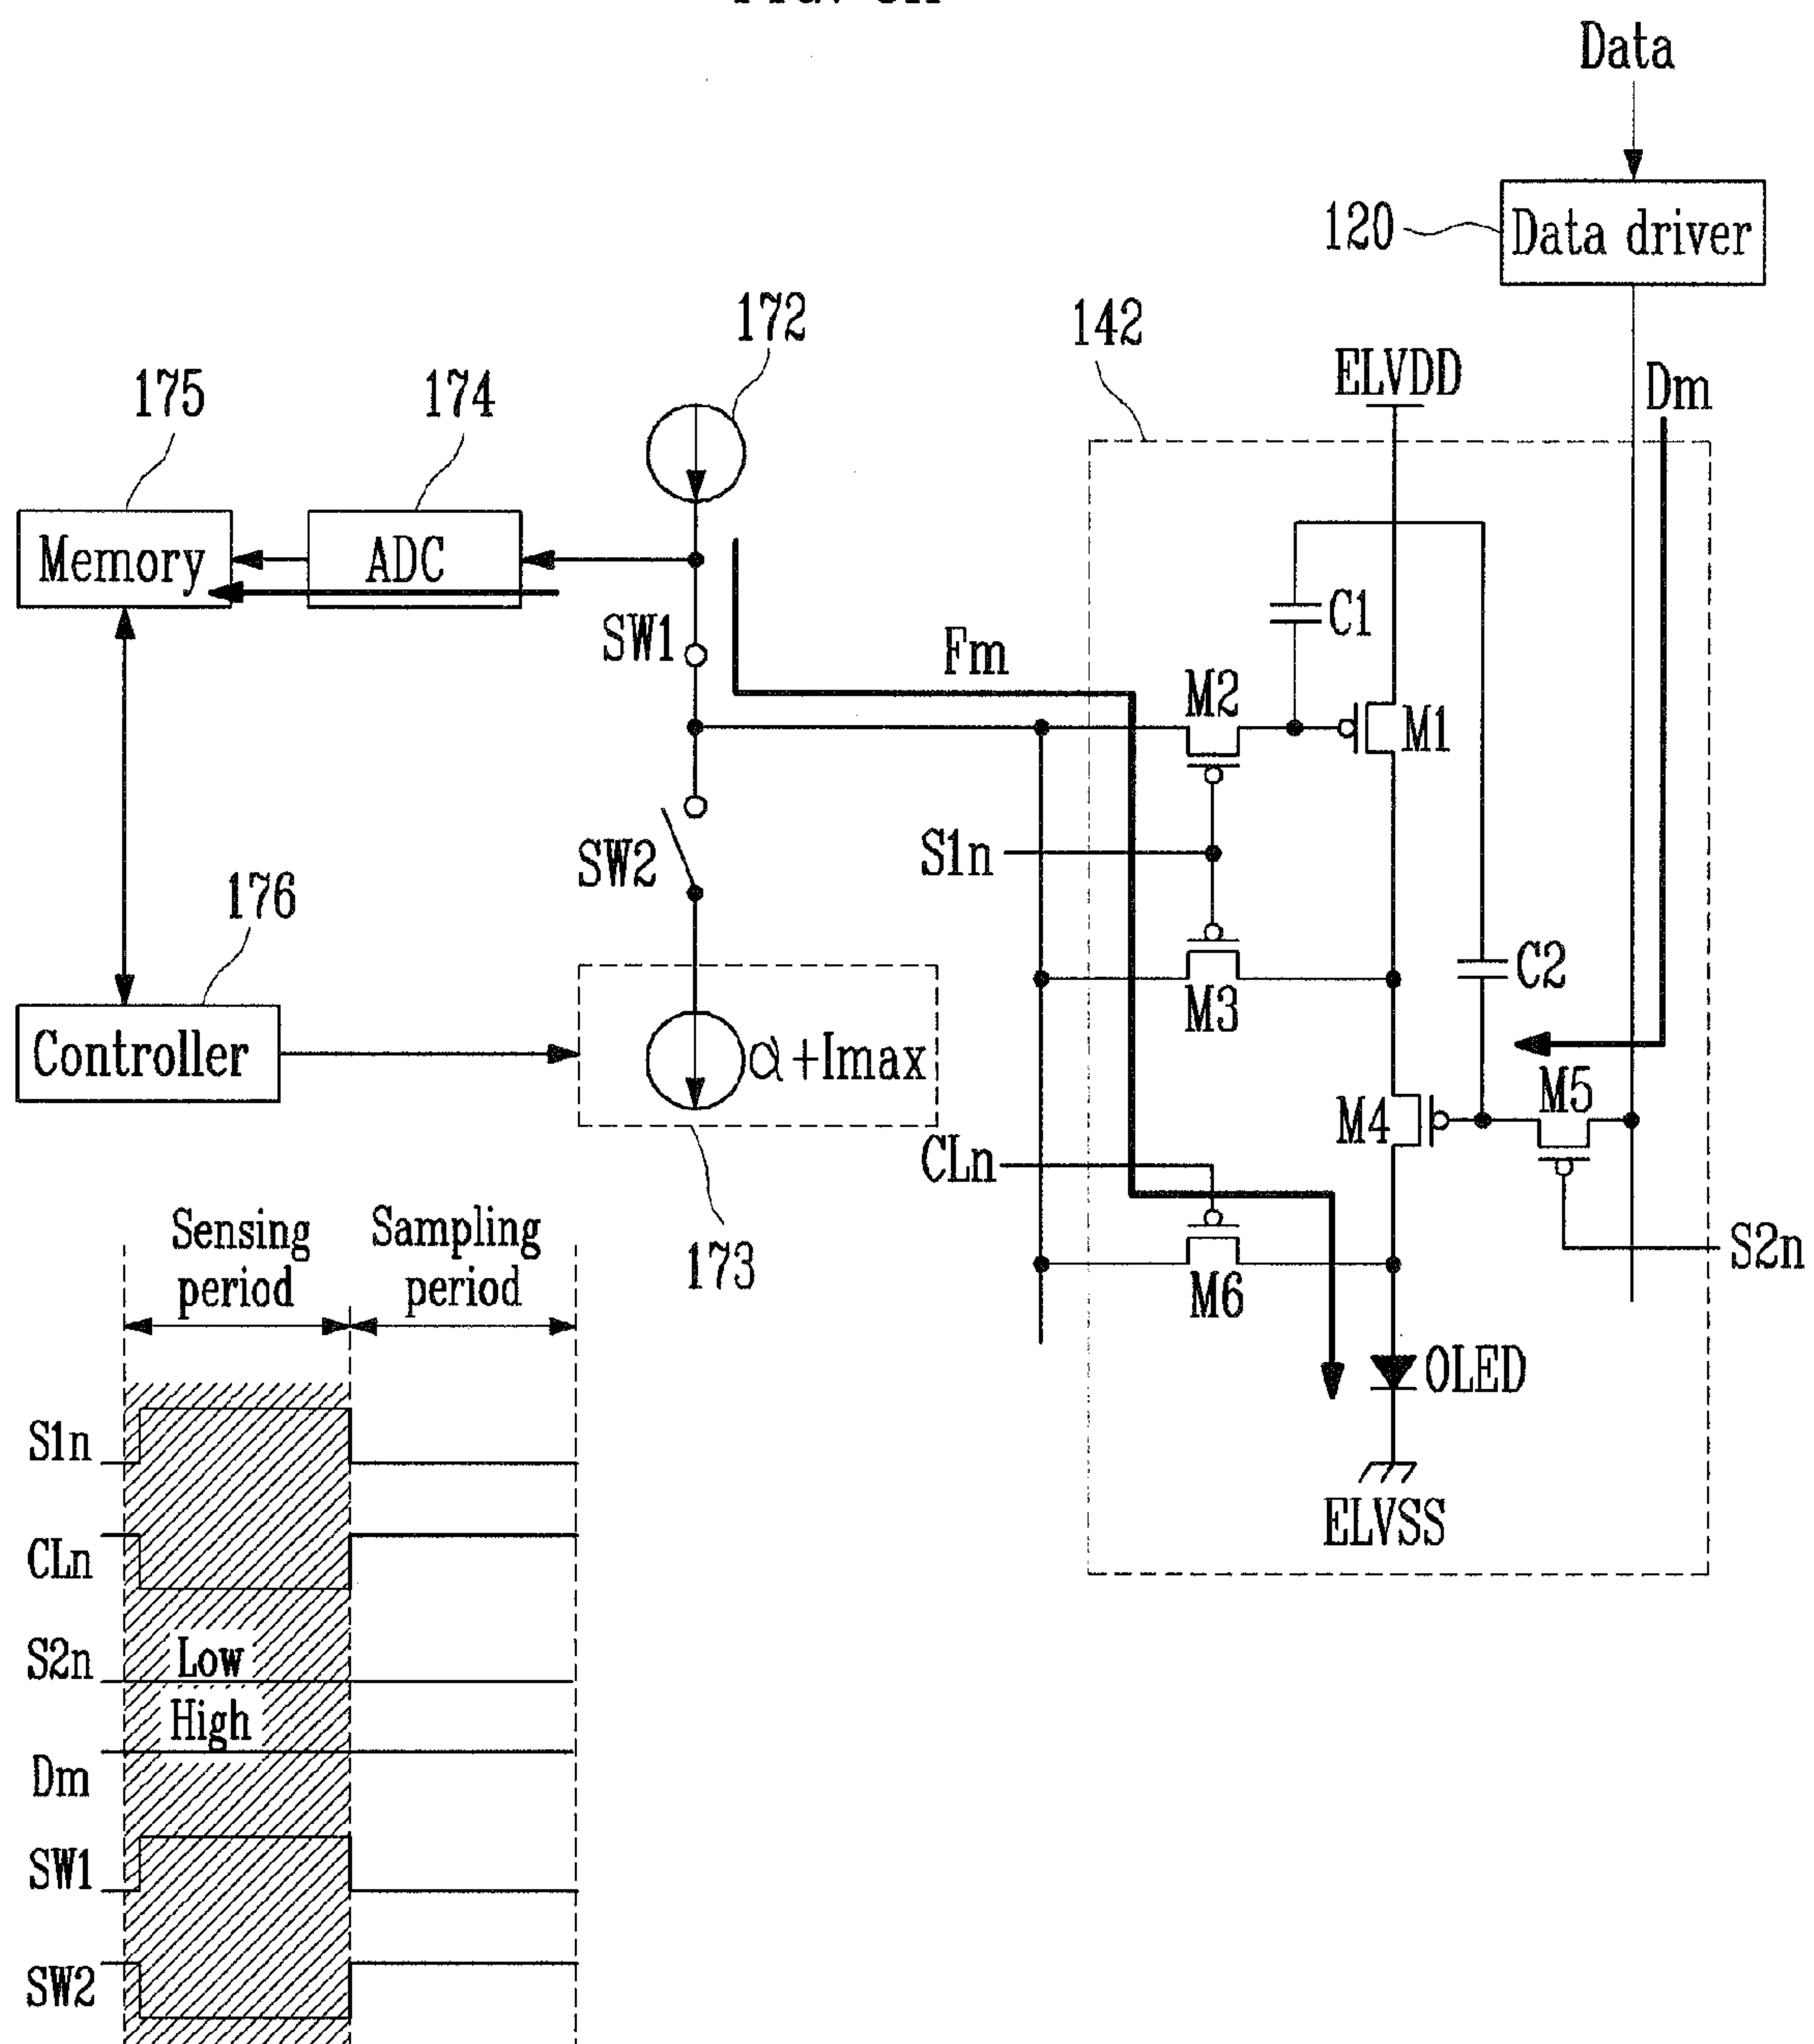 Data
120
Data driver
172
142
ELVDD
Dm
175
174
Memory
ADC
C1
SW1
Fm
M2
M1
SW2
S1n
176
C2
M3
Controller
α+Imax
M5
M4
CLn
173
S2n
M6
OLED
ELVSS
Sensing
period
Sampling
period
S1n
CLn
S2n
Low
High
Dm
SW1
SW2